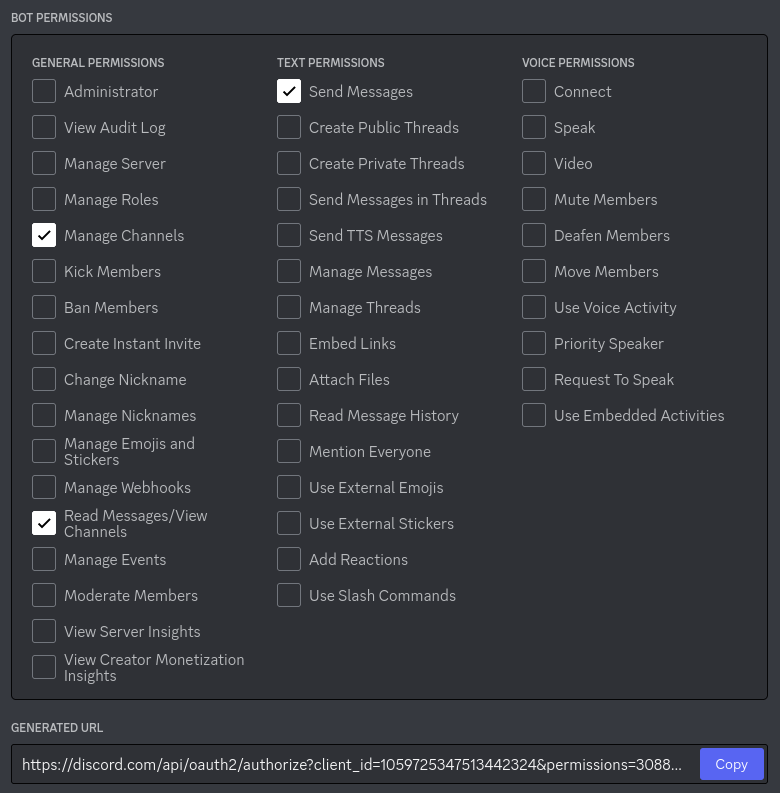 BOT PERMISSIONS
GENERAL PERMISSIONS
Administrator
View Audit Log
Manage Server
Manage Roles
Manage Channels
Kick Members
Ban Members
Create Instant Invite
Change Nickname
Manage Nicknames
Manage Emojis and
Stickers
Manage Webhooks
Read Messages/View
Channels
Manage Events
Moderate Members
View Server Insights
View Creator Monetization
Insights
TEXT PERMISSIONS
Send Messages
Create Public Threads
Create Private Threads
Send Messages in Threads
Send TTS Messages
Manage Messages
Manage Threads
Embed Links
Attach Files
Read Message History
Mention Everyone
Use External Emojis
Use External Stickers
Add Reactions
Use Slash Commands
VOICE PERMISSIONS
Connect
Speak
Video
Mute Members
Deafen Members
Move Members
Use Voice Activity
Priority Speaker
Request To Speak
Use Embedded Activities
GENERATED URL
https://discord.com/api/oauth2/authorize?client_id=1059725347513442324&permissions=3088...
Copy